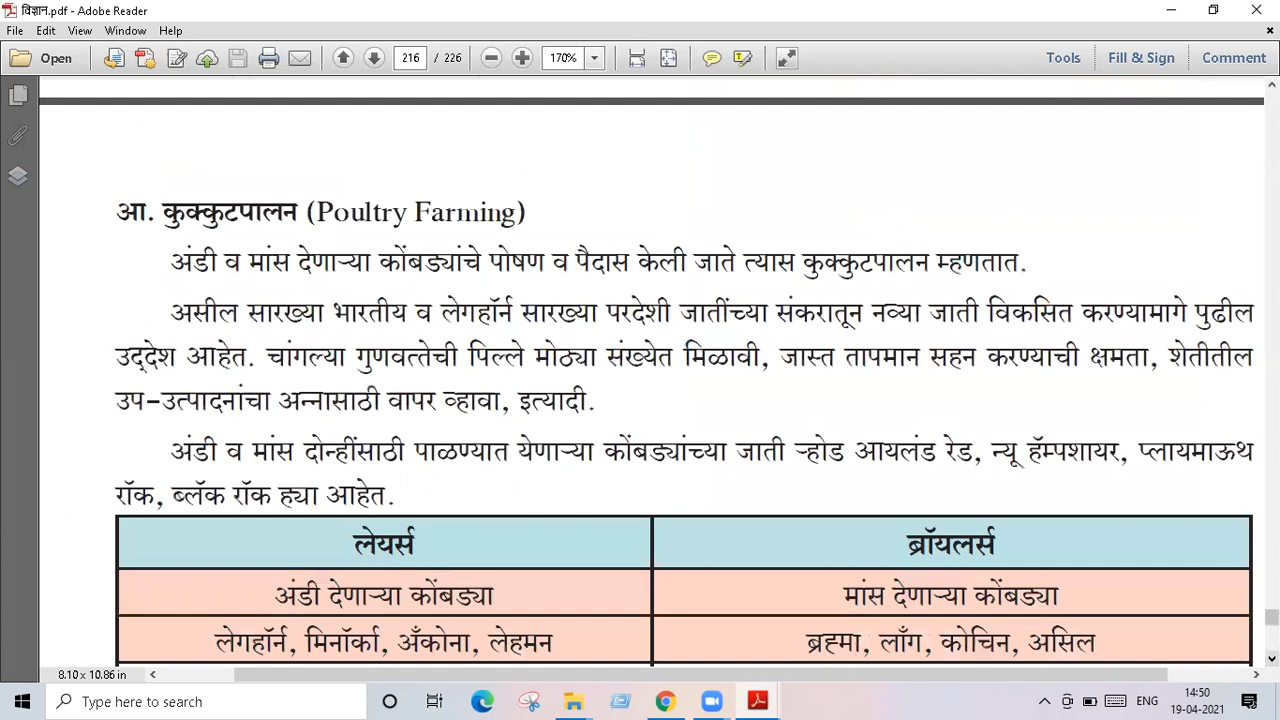 विज्ञान.pdf - Adobe Reader
File Edit View Window Help
Open 216 / 226 170% Tools Fill & Sign Comment
आ. कुक्कुटपालन (Poultry Farming)
अंडी व मांस देणाऱ्या कोंबड्यांचे पोषण व पैदास केली जाते त्यास कुक्कुटपालन म्हणतात.
असील सारख्या भारतीय व लेगहॉर्न सारख्या परदेशी जातींच्या संकरातून नव्या जाती विकसित करण्यामागे पुढील
उद्‌देश आहेत. चांगल्या गुणवत्तेची पिल्ले मोठ्या संख्येत मिळावी, जास्त तापमान सहन करण्याची क्षमता, शेतीतील
उप-उत्पादनांचा अन्नासाठी वापर व्हावा, इत्यादी.
अंडी व मांस दोन्हींसाठी पाळण्यात येणाऱ्या कोंबड्यांच्या जाती ऱ्होड आयलंड रेड, न्यू हॅम्पशायर, प्लायमाऊथ
रॉक, ब्लॅक रॉक ह्या आहेत.
लेयर्स ब्रॉयलर्स
अंडी देणाऱ्या कोंबड्या मांस देणाऱ्या कोंबड्या
लेगहॉर्न, मिनॉर्का, अँकोना, लेहमन ब्रह्मा, लाँग, कोचिन, असिल
8.10 x 10.86 in
Type here to search ENG 14:50
19-04-2021